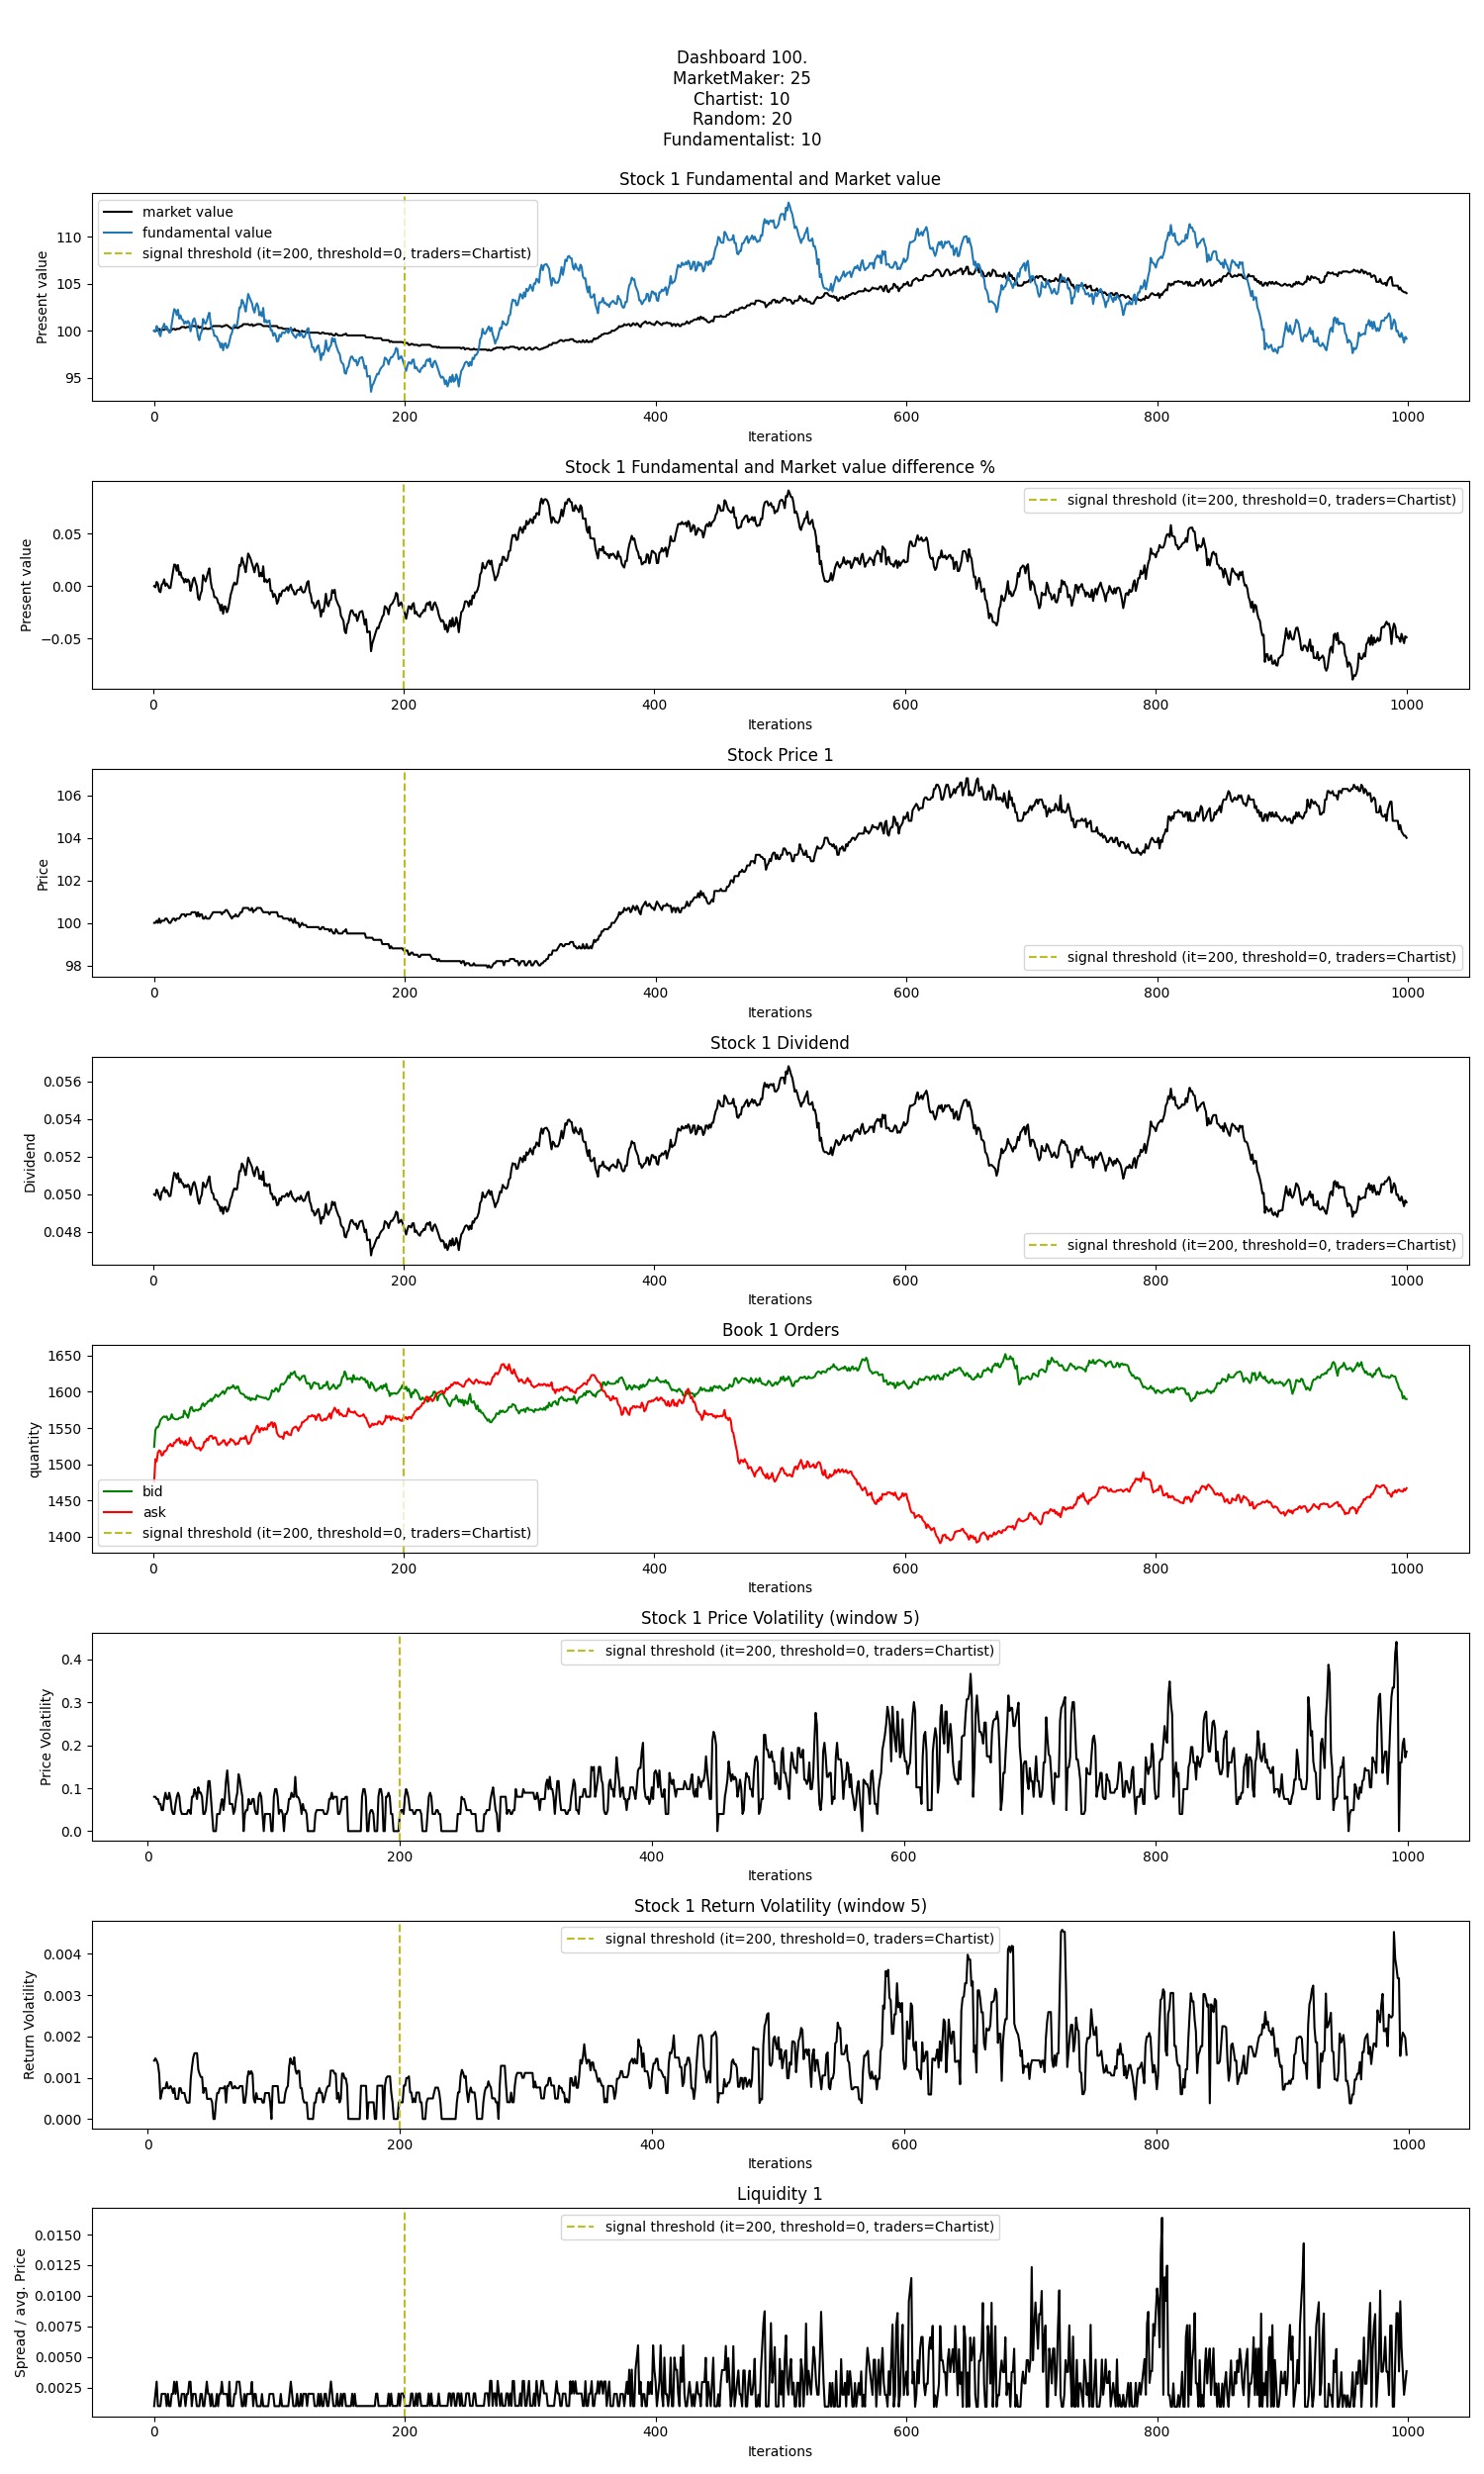 Dashboard 100.
MarketMaker: 25
Chartist: 10
Random: 20
Fundamentalist: 10
Stock 1 Fundamental and Market value
market value
fundamental value
signal threshold (it=200, threshold=0, traders=Chartist)
Present value
110
105
100
95
0 200 400 600 800 1000
Iterations
Stock 1 Fundamental and Market value difference %
signal threshold (it=200, threshold=0, traders=Chartist)
Present value
0.05
0.00
−0.05
0 200 400 600 800 1000
Iterations
Stock Price 1
Price
106
104
102
100
98
signal threshold (it=200, threshold=0, traders=Chartist)
0 200 400 600 800 1000
Iterations
Stock 1 Dividend
Dividend
0.056
0.054
0.052
0.050
0.048
signal threshold (it=200, threshold=0, traders=Chartist)
0 200 400 600 800 1000
Iterations
Book 1 Orders
quantity
1650
1600
1550
1500
1450
1400
bid
ask
signal threshold (it=200, threshold=0, traders=Chartist)
0 200 400 600 800 1000
Iterations
Stock 1 Price Volatility (window 5)
signal threshold (it=200, threshold=0, traders=Chartist)
Price Volatility
0.4
0.3
0.2
0.1
0.0
0 200 400 600 800 1000
Iterations
Stock 1 Return Volatility (window 5)
signal threshold (it=200, threshold=0, traders=Chartist)
Return Volatility
0.004
0.003
0.002
0.001
0.000
0 200 400 600 800 1000
Iterations
Liquidity 1
signal threshold (it=200, threshold=0, traders=Chartist)
Spread / avg. Price
0.0150
0.0125
0.0100
0.0075
0.0050
0.0025
0 200 400 600 800 1000
Iterations